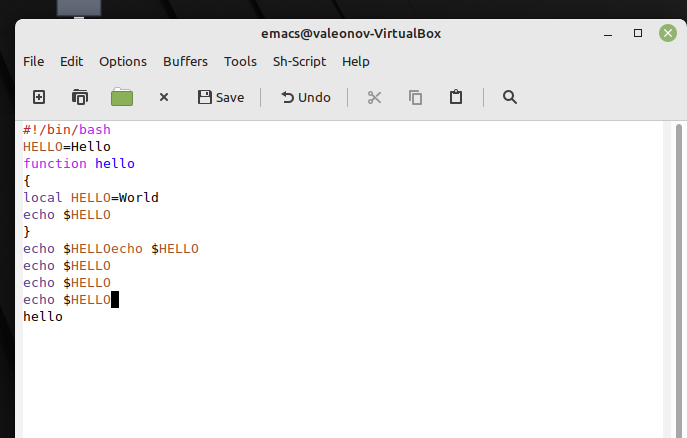 emacs@valeonov-VirtualBox
File Edit Options Buffers Tools Sh-Script Help
Save Undo
#!/bin/bash
HELLO=Hello
function hello
{
local HELLO=World
echo $HELLO
}
echo $HELLOecho $HELLO
echo $HELLO
echo $HELLO
echo $HELLO
hello